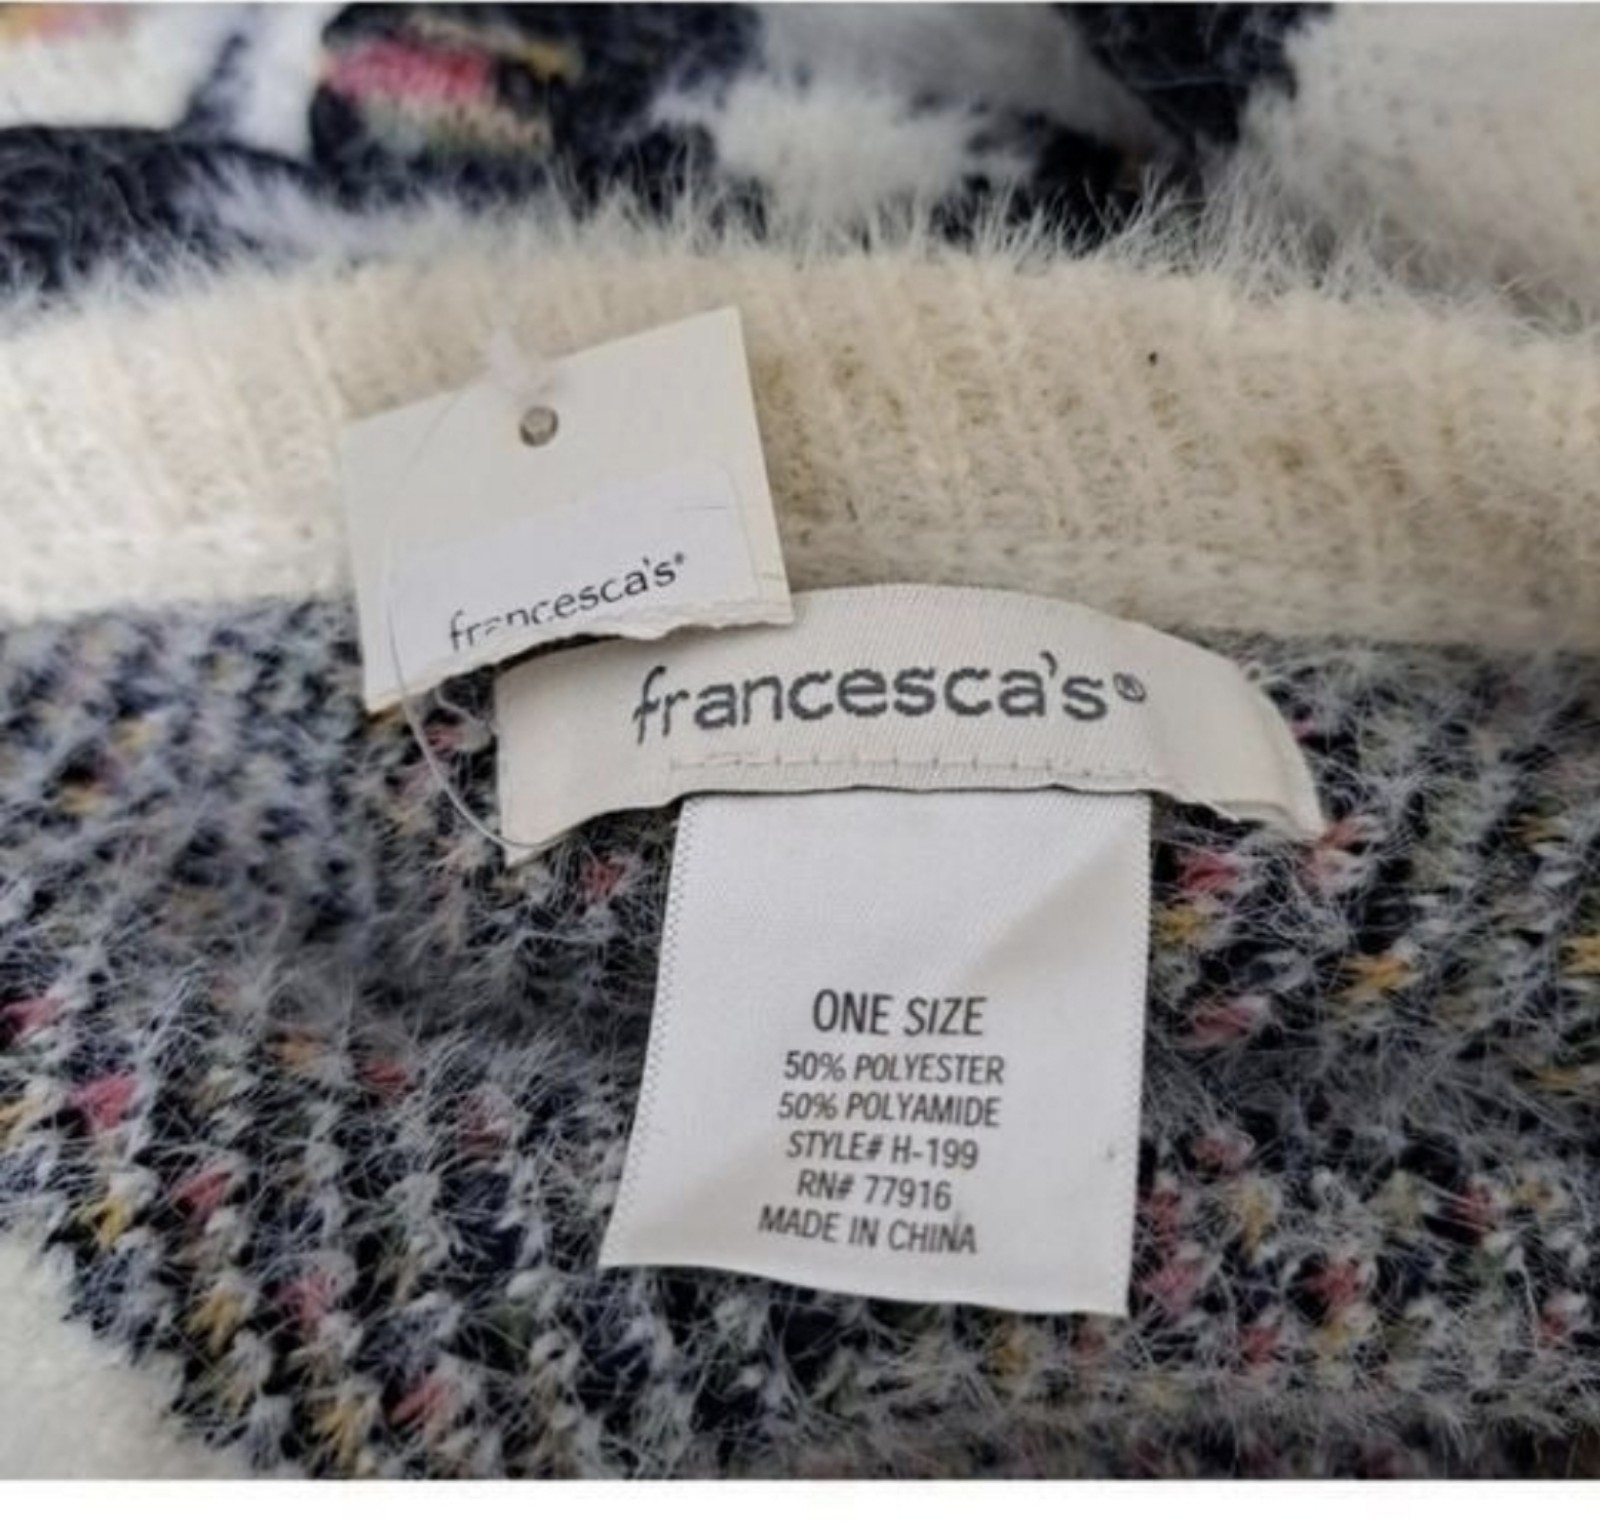 francesca's®
francesca's®
ONE SIZE
50% POLYESTER
50% POLYAMIDE
STYLE# H-199
RN# 77916
MADE IN CHINA